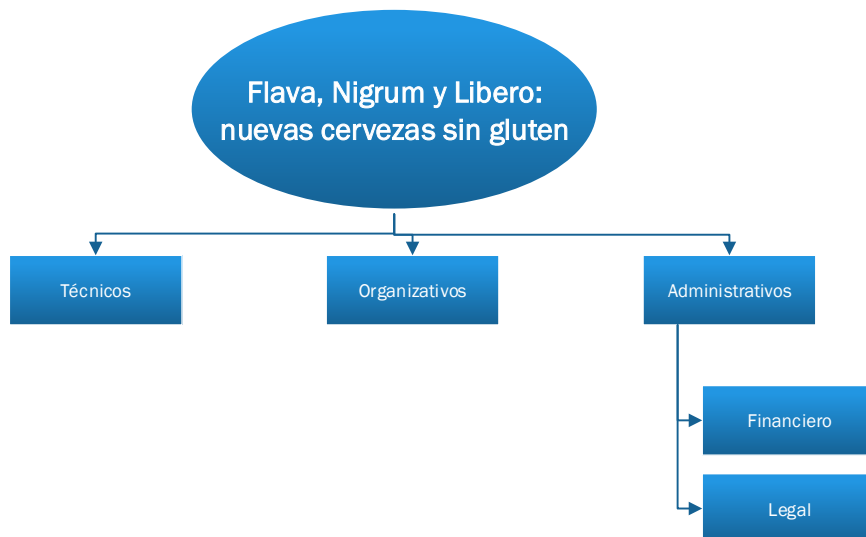 Flava, Nigrum y Libero:
nuevas cervezas sin gluten
Técnicos
Organizativos
Administrativos
Financiero
Legal